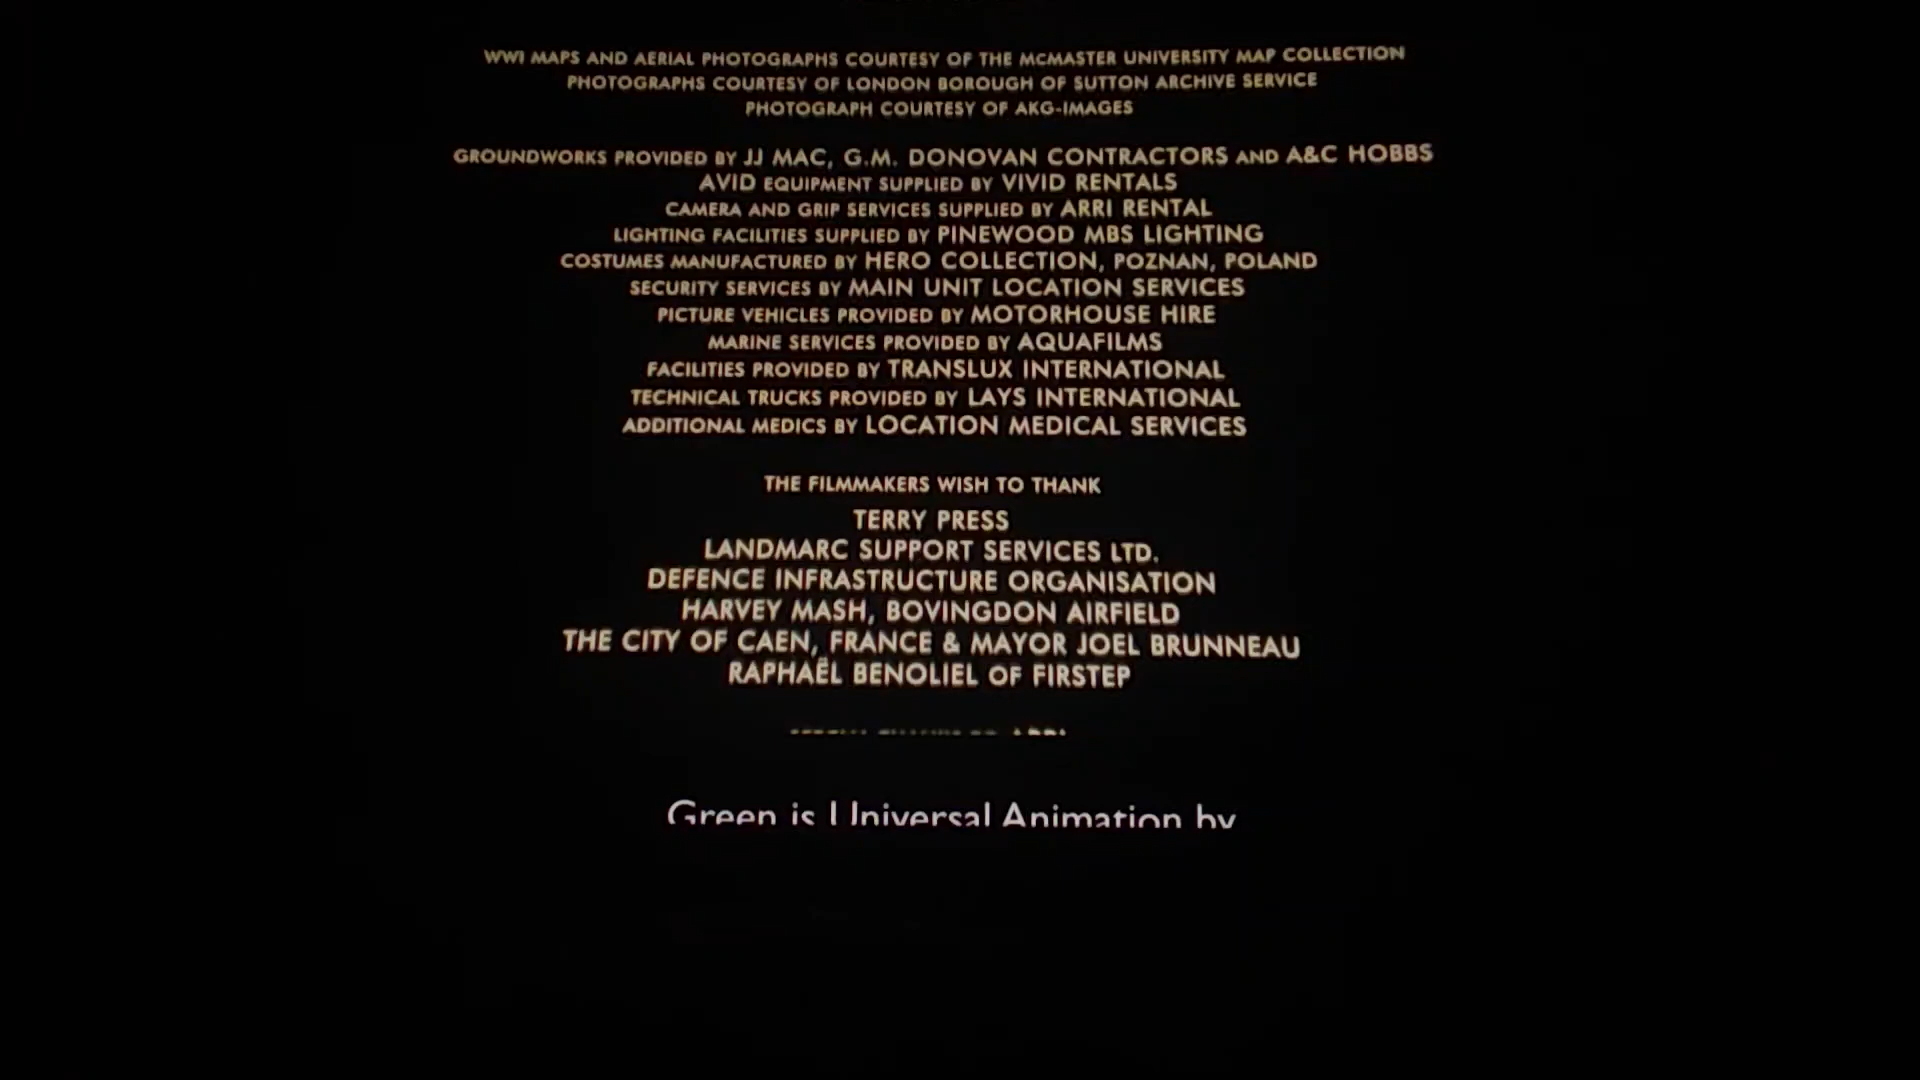 WWI MAPS AND AERIAL PHOTOGRAPHS COURTESY OF THE MCMASTER UNIVERSITY MAP COLLECTION
PHOTOGRAPHS COURTESY OF LONDON BOROUGH OF SUTTON ARCHIVE SERVICE
PHOTOGRAPH COURTESY OF AKG-IMAGES
GROUNDWORKS PROVIDED BY JJ MAC, G.M. DONOVAN CONTRACTORS AND A&C HOBBS
AVID EQUIPMENT SUPPLIED BY VIVID RENTALS
CAMERA AND GRIP SERVICES SUPPLIED BY ARRI RENTAL
LIGHTING FACILITIES SUPPLIED BY PINEWOOD MBS LIGHTING
COSTUMES MANUFACTURED BY HERO COLLECTION, POZNAN, POLAND
SECURITY SERVICES BY MAIN UNIT LOCATION SERVICES
PICTURE VEHICLES PROVIDED BY MOTORHOUSE HIRE
MARINE SERVICES PROVIDED BY AQUAFILMS
FACILITIES PROVIDED BY TRANSLUX INTERNATIONAL
TECHNICAL TRUCKS PROVIDED BY LAYS INTERNATIONAL
ADDITIONAL MEDICS BY LOCATION MEDICAL SERVICES
THE FILMMAKERS WISH TO THANK
TERRY PRESS
LANDMARC SUPPORT SERVICES LTD.
DEFENCE INFRASTRUCTURE ORGANISATION
HARVEY MASH, BOVINGDON AIRFIELD
THE CITY OF CAEN, FRANCE & MAYOR JOEL BRUNNEAU
RAPHAËL BENOLIEL OF FIRSTEP
Green is Universal Animation by